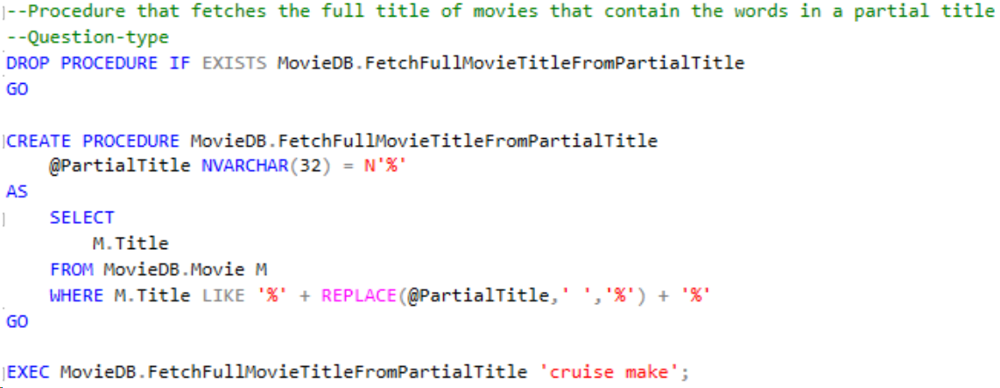 --Procedure that fetches the full title of movies that contain the words in a partial title
--Question-type
DROP PROCEDURE IF EXISTS MovieDB.FetchFullMovieTitleFromPartialTitle
GO
CREATE PROCEDURE MovieDB.FetchFullMovieTitleFromPartialTitle
@PartialTitle NVARCHAR(32) = N'%'
AS
SELECT
M.Title
FROM MovieDB.Movie M
WHERE M.Title LIKE '%' + REPLACE(@PartialTitle,' ','%') + '%'
GO
EXEC MovieDB.FetchFullMovieTitleFromPartialTitle 'cruise make';